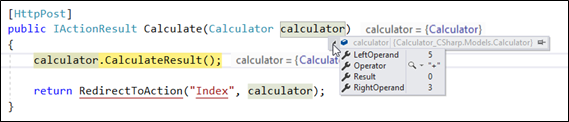 [HttpPost]
public IActionResult Calculate(Calculator calculator) calculator = {Calculator}
{ calculator {Calculator_CSharp.Models.Calculator}
LeftOperand 5
calculator.CalculateResult(); calculator = {Calcula
Operator "+"
Result 0
return RedirectToAction("Index", calculator);
RightOperand 3
}